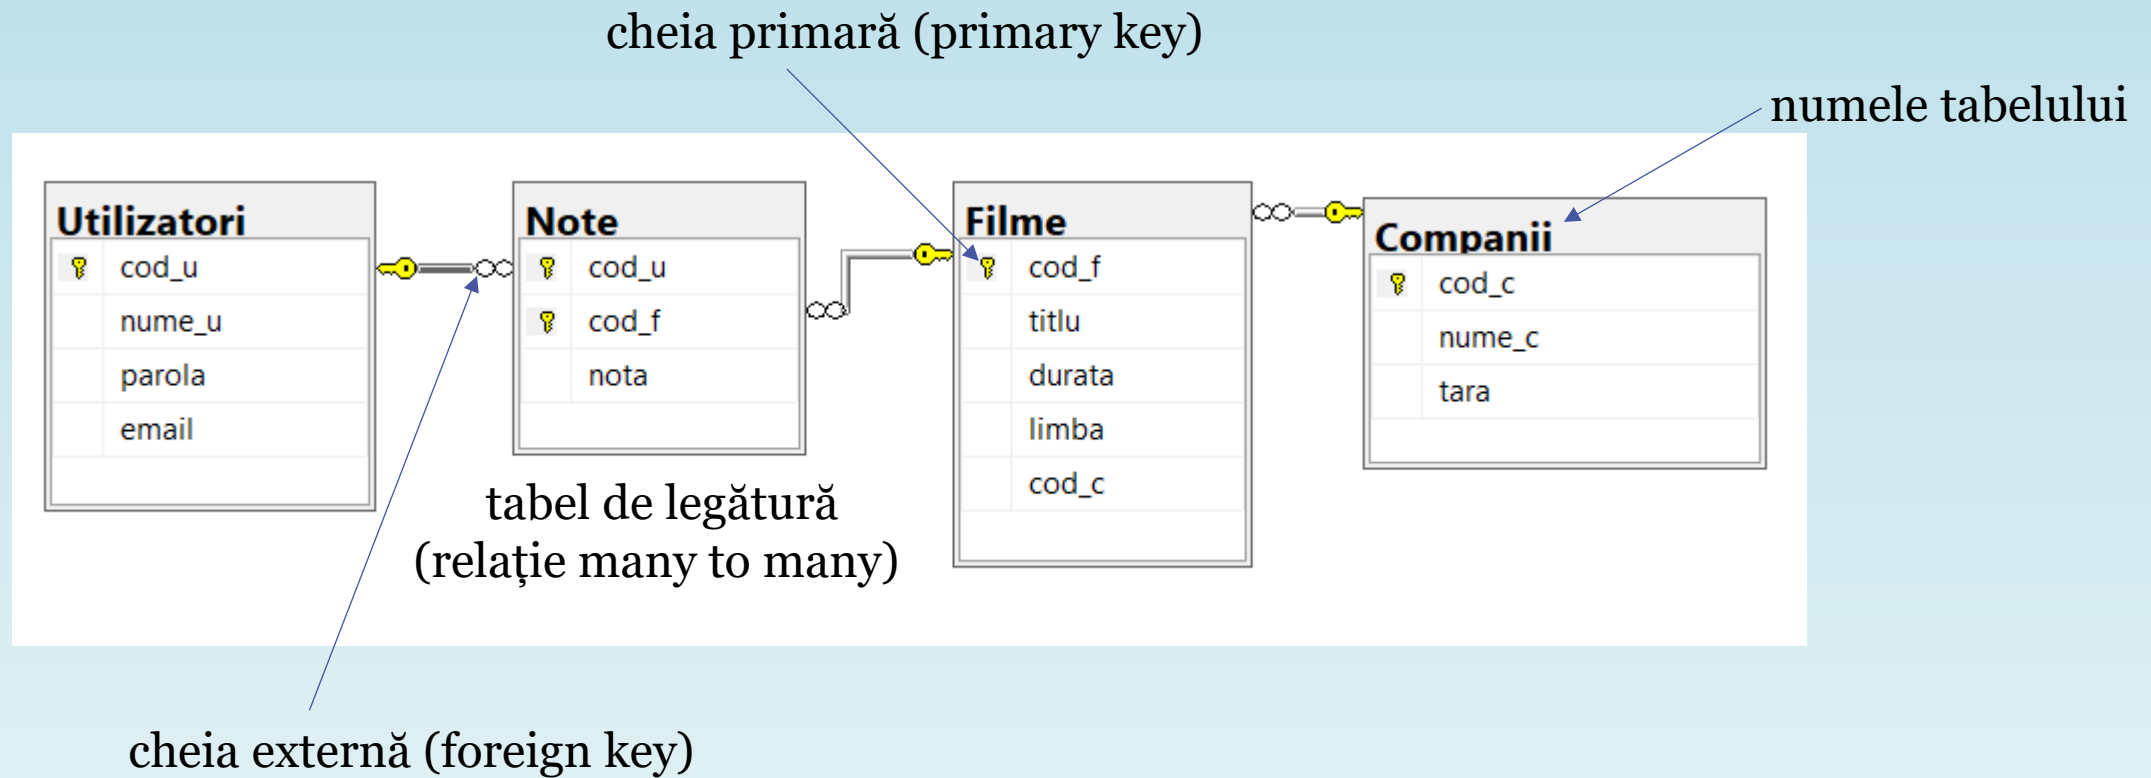 cheia primară (primary key)
numele tabelului
Utilizatori
cod_u
nume_u
parola
email
Note
cod_u
cod_f
nota
Filme
cod_f
titlu
durata
limba
cod_c
Companii
cod_c
nume_c
tara
tabel de legătură
(relație many to many)
cheia externă (foreign key)